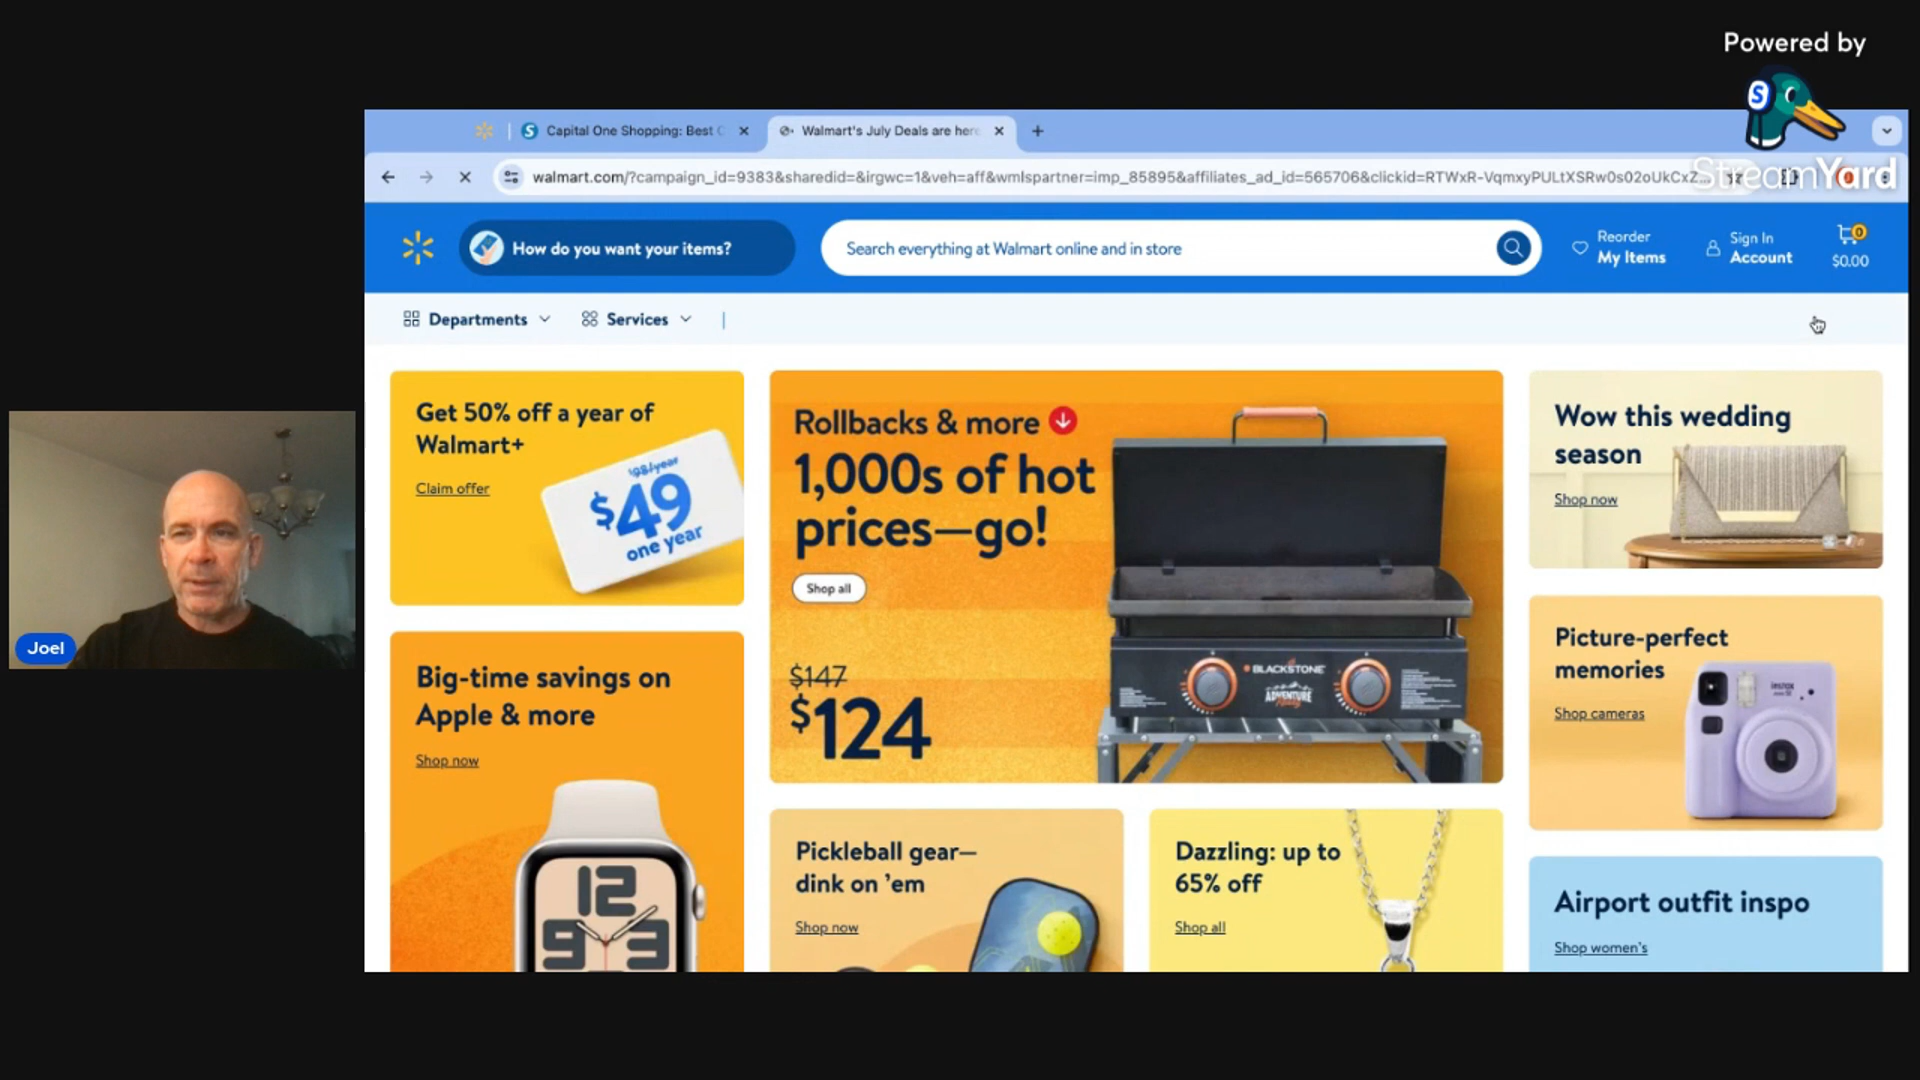 Powered by
StreamYard
Capital One Shopping: Best C
Walmart's July Deals are here
walmart.com/?campaign_id=9383&sharedid=&irgwc=1&veh=aff&wmlspartner=imp_85895&affiliates_ad_id=565706&clickid=RTWxR-VqmxyPULtXSRw0s02oUkCxZ...
How do you want your items?
Search everything at Walmart online and in store
Reorder
My Items
Sign In
Account
0
$0.00
Departments
Services
Get 50% off a year of
Walmart+
Claim offer
$98/year
$49
one year
Rollbacks & more
1,000s of hot
prices—go!
Shop all
$147
$124
BLACKSTONE
ADVENTURE
Ready
Wow this wedding
season
Shop now
Picture-perfect
memories
Shop cameras
instax
mini
Big-time savings on
Apple & more
Shop now
12
9 3
Pickleball gear—
dink on ’em
Shop now
Dazzling: up to
65% off
Shop all
Airport outfit inspo
Shop women's
Joel